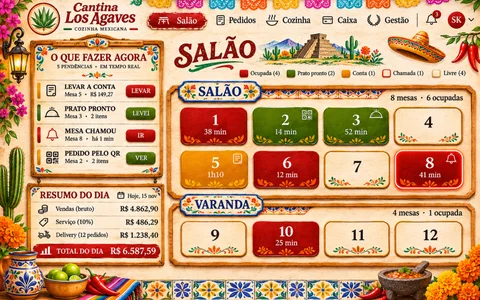 Cantina
Los Agaves
COZINHA MEXICANA
Salão
Pedidos
Cozinha
Caixa
Gestão
SK
O QUE FAZER AGORA
5 PENDÊNCIAS · EM TEMPO REAL
LEVAR A CONTA
Mesa 5 · R$ 149,27
LEVAR
PRATO PRONTO
Mesa 3 · 2 itens
LEVEI
MESA CHAMOU
Mesa 8 · há 1 min
IR
PEDIDO PELO QR
Mesa 2 · 2 itens
VER
RESUMO DO DIA
Hoje, 15 nov
Vendas (bruto) R$ 4.862,90
Serviço (10%) R$ 486,29
Delivery (12 pedidos) R$ 1.238,40
TOTAL DO DIA R$ 6.587,59
SALÃO
Ocupada (4)
Prato pronto (2)
Conta (1)
Chamada (1)
Livre (4)
SALÃO
8 mesas · 6 ocupadas
1
38 min
2
14 min
3
52 min
4
5
1h10
6
12 min
7
8
41 min
VARANDA
4 mesas · 1 ocupada
9
10
25 min
11
12